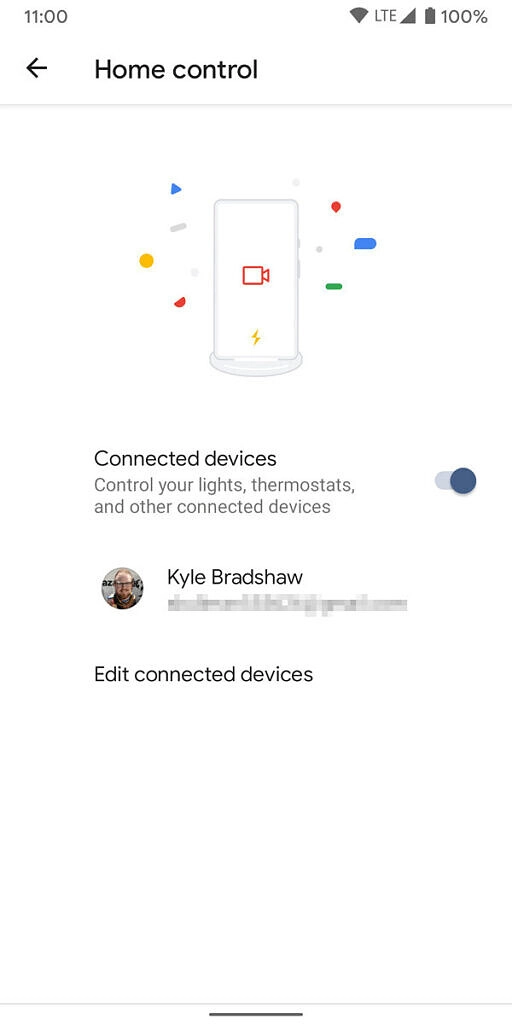 11:00 LTE 100%
Home control
Connected devices
Control your lights, thermostats,
and other connected devices
Kyle Bradshaw
Edit connected devices